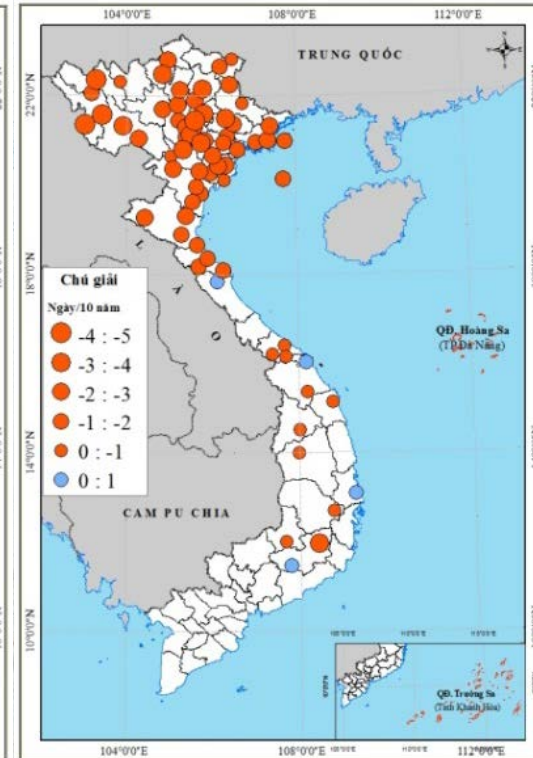 104°0'0"E 108°0'0"E 112°0'0"E
TRUNG QUỐC
22°0'0"N
LÀO
18°0'0"N
Chú giải
Ngày/10 năm
-4 : -5
-3 : -4
-2 : -3
-1 : -2
0 : -1
0 : 1
QĐ. Hoàng Sa
(TP.Đà Nẵng)
14°0'0"N
CAM PU CHIA
10°0'0"N
QĐ. Trường Sa
(Tỉnh Khánh Hòa)
104°0'0"E 108°0'0"E 112°0'0"E